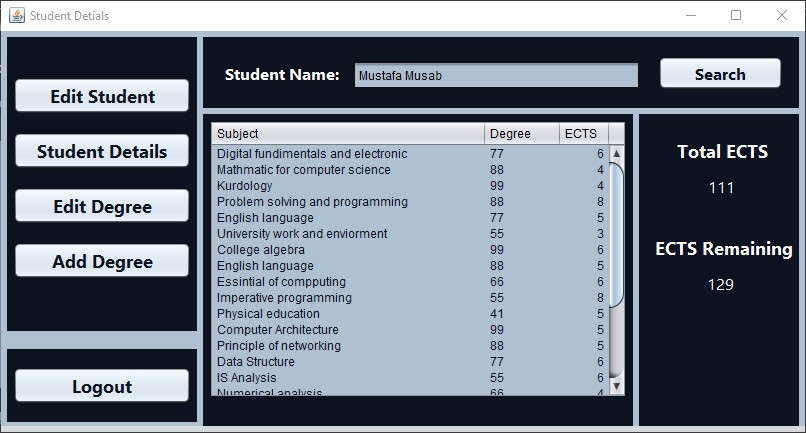 Student Detials
Edit Student
Student Details
Edit Degree
Add Degree
Logout
Student Name: Mustafa Musab Search
Subject Degree ECTS
Digital fundimentals and electronic 77 6
Mathmatic for computer science 88 4
Kurdology 99 4
Problem solving and programming 88 8
English language 77 5
University work and enviorment 55 3
College algebra 99 6
English language 88 5
Essintial of compputing 66 6
Imperative programming 55 8
Physical education 41 5
Computer Architecture 99 5
Principle of networking 88 5
Data Structure 77 6
IS Analysis 55 6
Numerical analysis 66 4
Total ECTS
111
ECTS Remaining
129